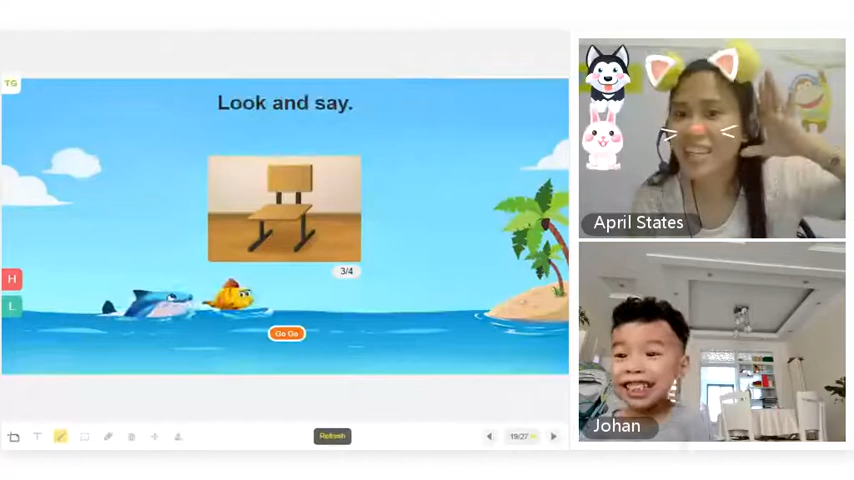 TG
Look and say.
3/4
H
L
Go Go
Refresh
19/27
April States
Johan